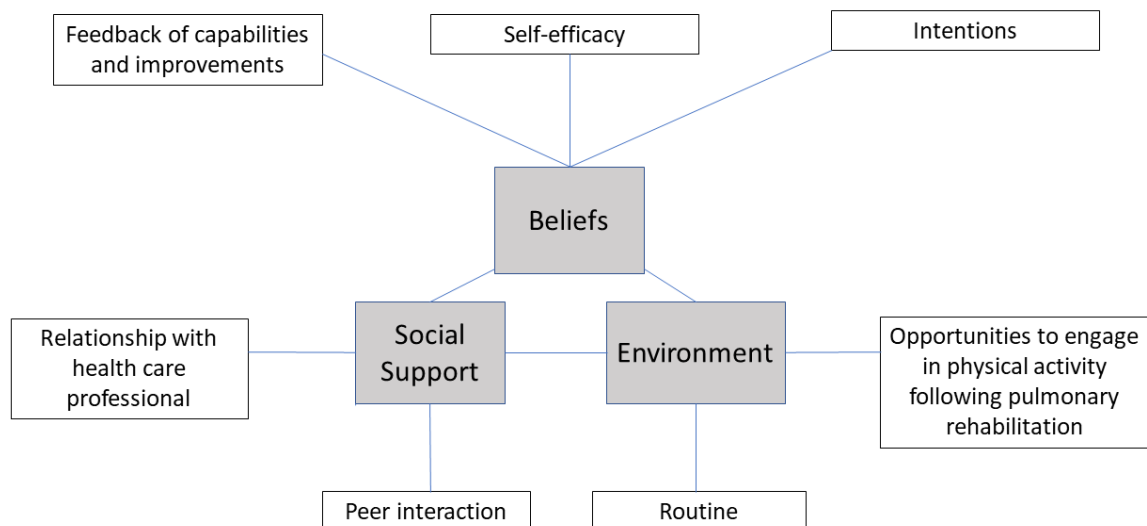 Feedback of capabilities
and improvements
Self-efficacy
Intentions
Beliefs
Relationship with
health care
professional
Social
Support
Environment
Opportunities to engage
in physical activity
following pulmonary
rehabilitation
Peer interaction
Routine